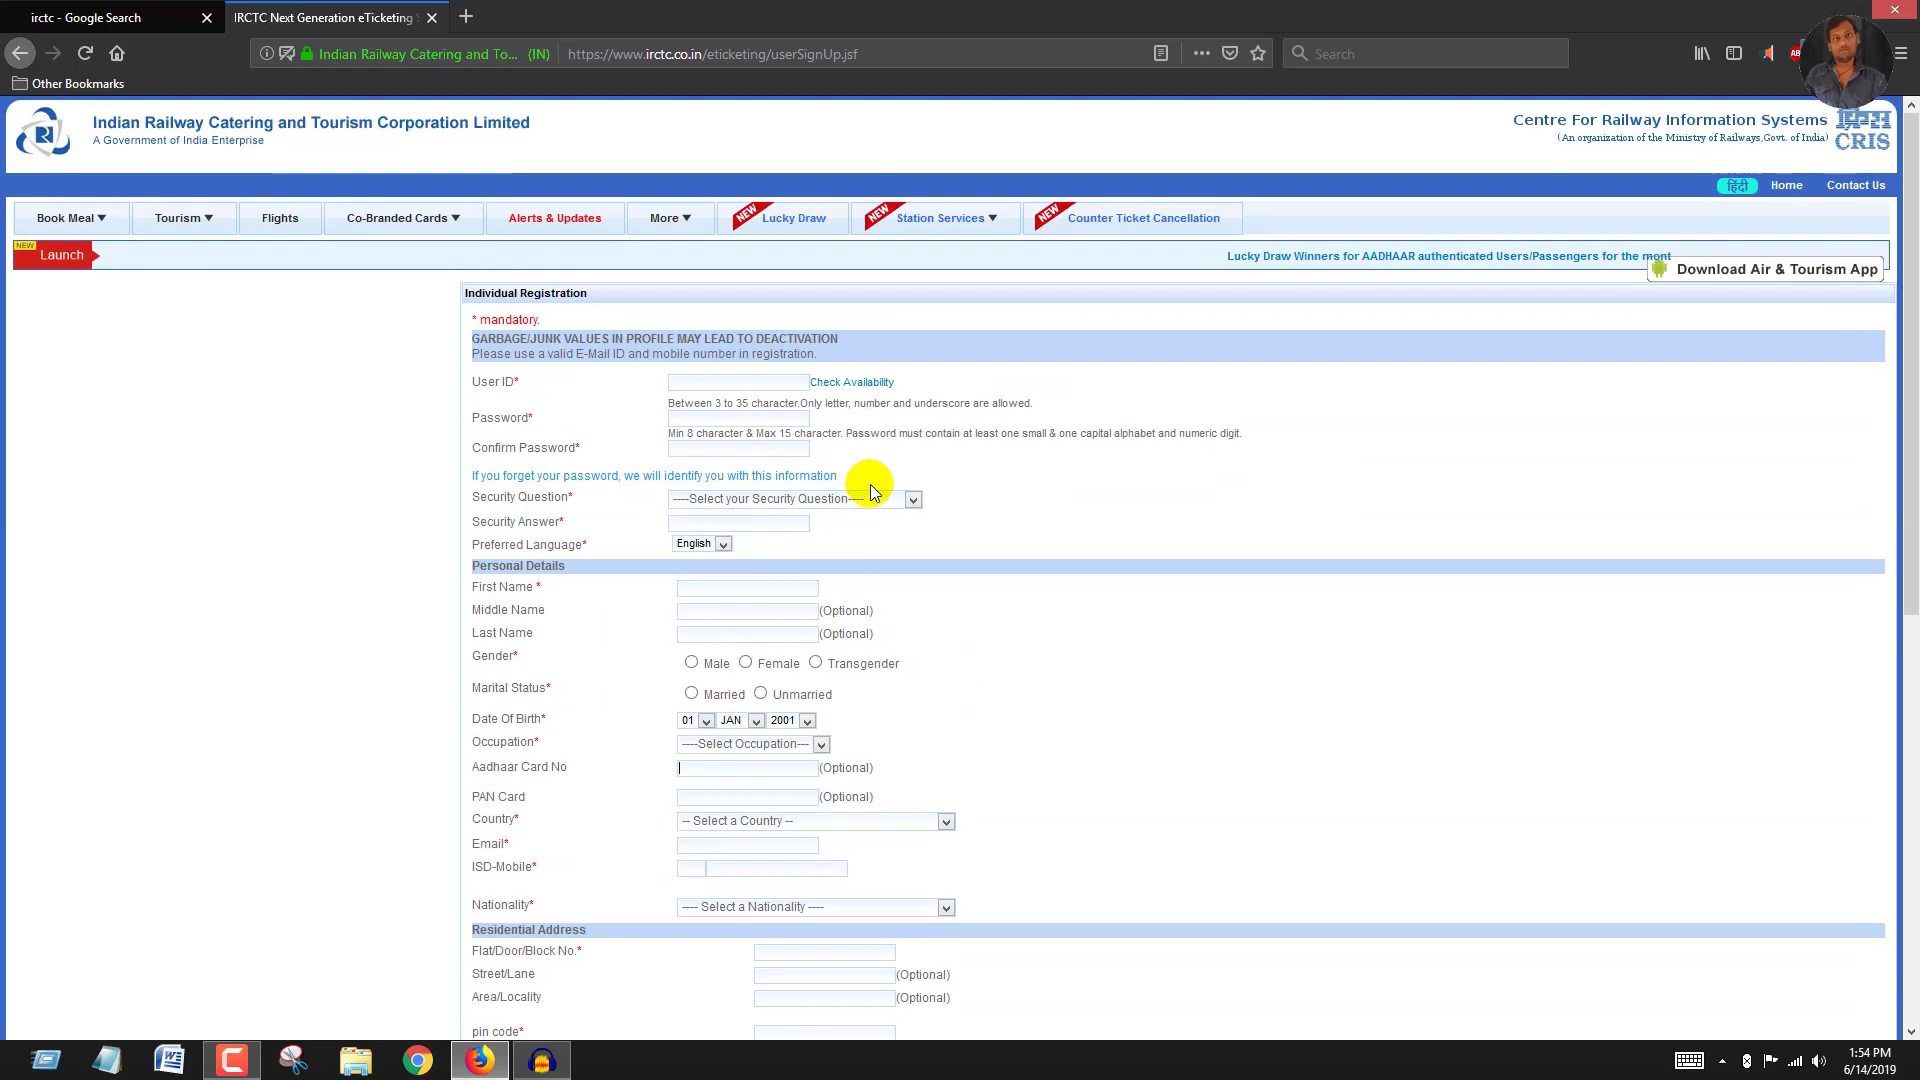 irctc - Google Search
IRCTC Next Generation eTicketing S
Indian Railway Catering and To... (IN)
https://www.irctc.co.in/eticketing/userSignUp.jsf
Search
Other Bookmarks
Indian Railway Catering and Tourism Corporation Limited
A Government of India Enterprise
Centre For Railway Information Systems
(An organization of the Ministry of Railways,Govt. of India)
CRIS
हिंदी Home Contact Us
Book Meal Tourism Flights Co-Branded Cards Alerts & Updates More NEW Lucky Draw NEW Station Services NEW Counter Ticket Cancellation
NEW
Launch
Lucky Draw Winners for AADHAAR authenticated Users/Passengers for the mont
Download Air & Tourism App
Individual Registration
* mandatory.
GARBAGE/JUNK VALUES IN PROFILE MAY LEAD TO DEACTIVATION
Please use a valid E-Mail ID and mobile number in registration.
User ID* Check Availability
Between 3 to 35 character.Only letter, number and underscore are allowed.
Password*
Min 8 character & Max 15 character. Password must contain at least one small & one capital alphabet and numeric digit.
Confirm Password*
If you forget your password, we will identify you with this information
Security Question* ----Select your Security Question----
Security Answer*
Preferred Language* English
Personal Details
First Name *
Middle Name (Optional)
Last Name (Optional)
Gender* Male Female Transgender
Marital Status* Married Unmarried
Date Of Birth* 01 JAN 2001
Occupation* ----Select Occupation---
Aadhaar Card No (Optional)
PAN Card (Optional)
Country* -- Select a Country --
Email*
ISD-Mobile*
Nationality* ---- Select a Nationality ----
Residential Address
Flat/Door/Block No.*
Street/Lane (Optional)
Area/Locality (Optional)
pin code*
1:54 PM
6/14/2019